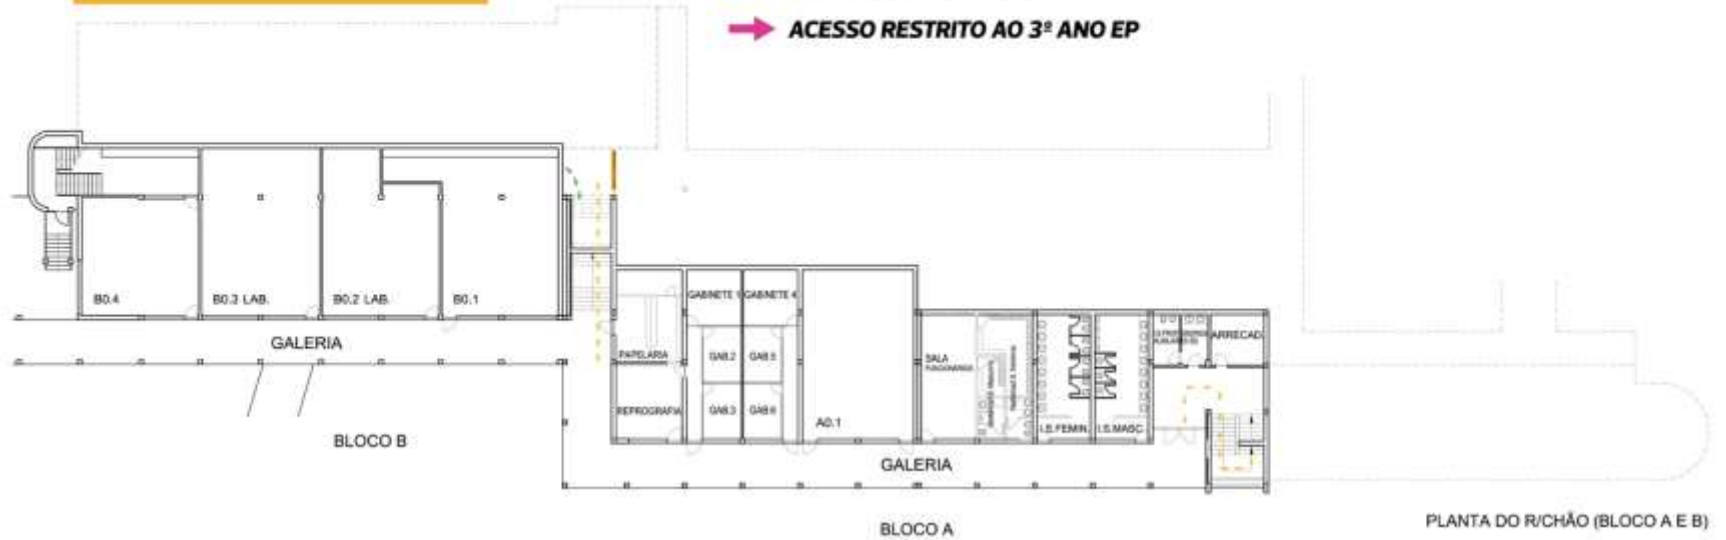 ACESSO RESTRITO AO 3º ANO EP
B0.4
B0.3 LAB.
B0.2 LAB.
B0.1
GALERIA
BLOCO B
GABINETE 1
GABINETE 4
PAPELARIA
GAB.2
GAB.5
REPROGRAFIA
GAB.3
GAB.6
A0.1
SALA
FUNCIONÁRIOS
I.S.FEMIN.
I.S.MASC.
ARRECAD.
GALERIA
BLOCO A
PLANTA DO R/CHÃO (BLOCO A E B)